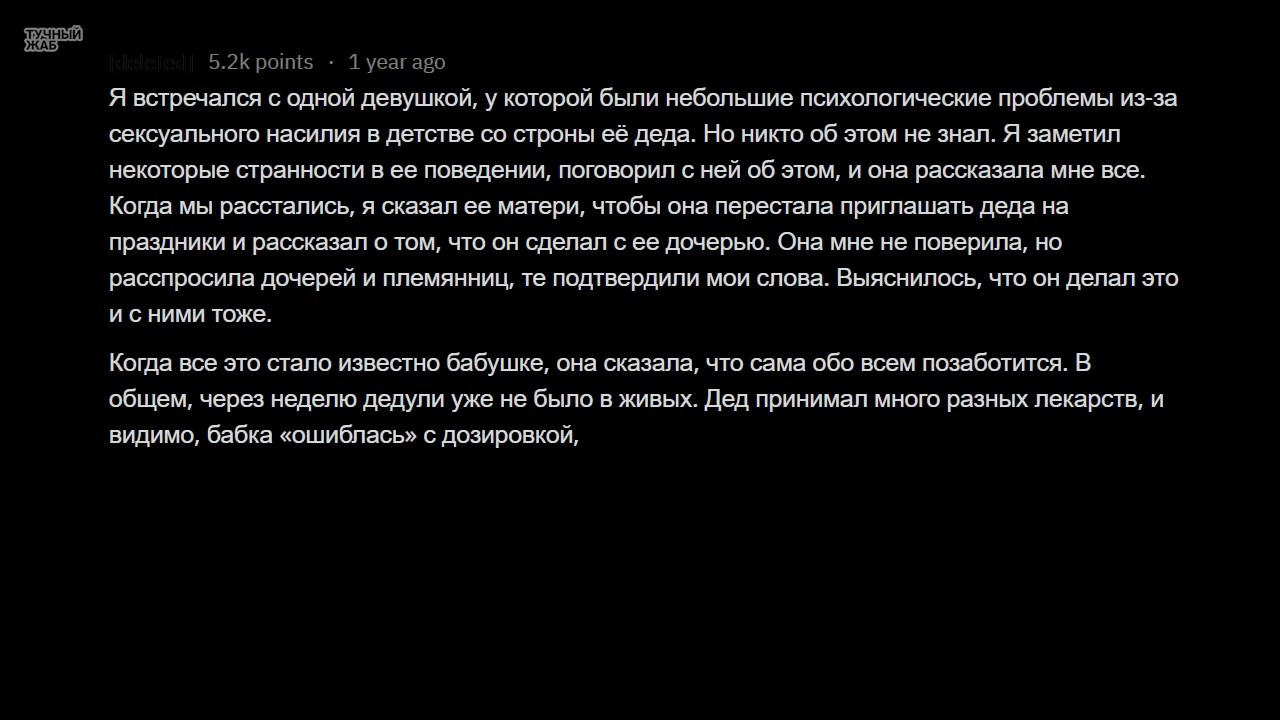 ТУЧНЫЙ
ЖАБ
[deleted] 5.2k points · 1 year ago
Я встречался с одной девушкой, у которой были небольшие психологические проблемы из-за
сексуального насилия в детстве со строны её деда. Но никто об этом не знал. Я заметил
некоторые странности в ее поведении, поговорил с ней об этом, и она рассказала мне все.
Когда мы расстались, я сказал ее матери, чтобы она перестала приглашать деда на
праздники и рассказал о том, что он сделал с ее дочерью. Она мне не поверила, но
расспросила дочерей и племянниц, те подтвердили мои слова. Выяснилось, что он делал это
и с ними тоже.
Когда все это стало известно бабушке, она сказала, что сама обо всем позаботится. В
общем, через неделю дедули уже не было в живых. Дед принимал много разных лекарств, и
видимо, бабка «ошиблась» с дозировкой,